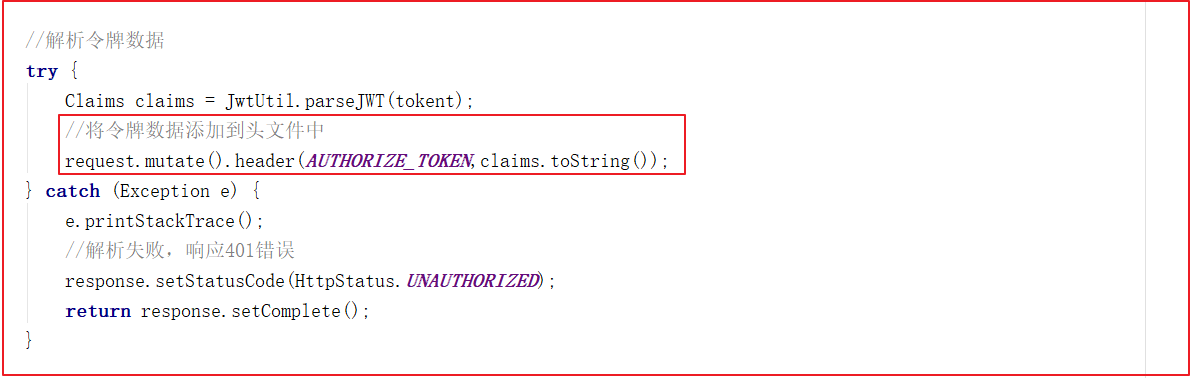 //解析令牌数据
try {
Claims claims = JwtUtil.parseJWT(tokent);
//将令牌数据添加到头文件中
request.mutate().header(AUTHORIZE_TOKEN,claims.toString());
} catch (Exception e) {
e.printStackTrace();
//解析失败，响应401错误
response.setStatusCode(HttpStatus.UNAUTHORIZED);
return response.setComplete();
}